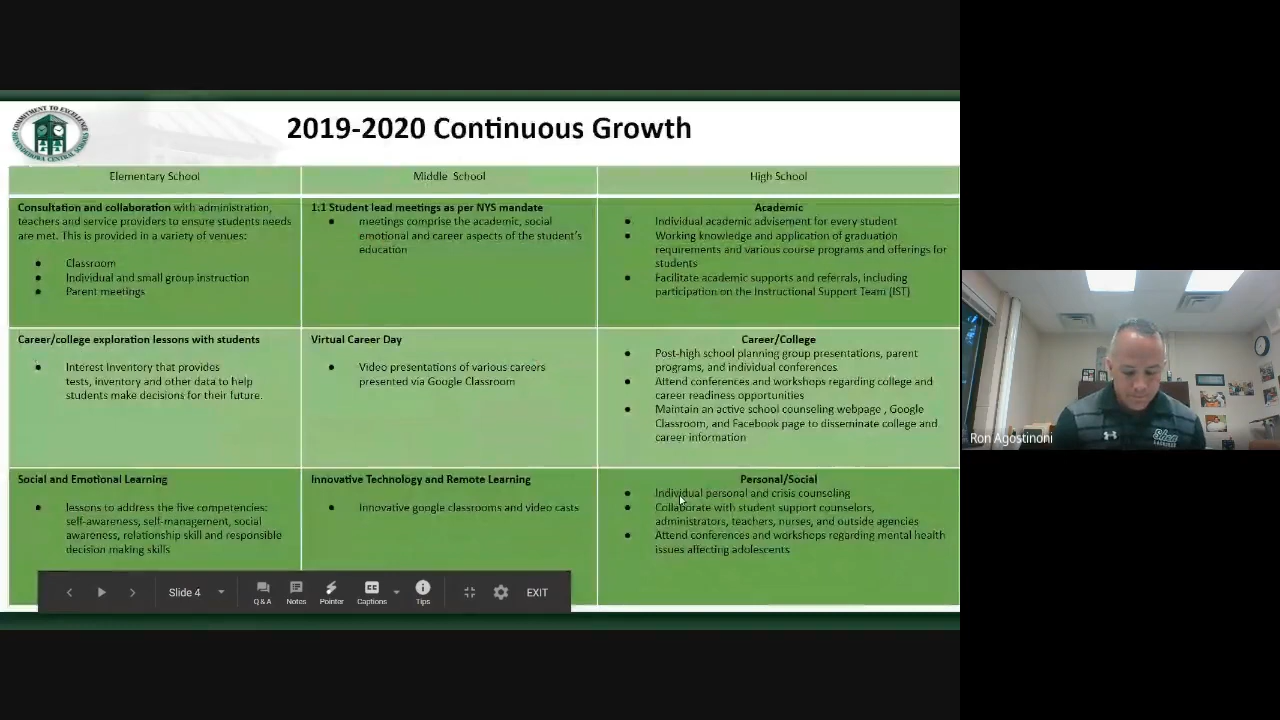 COMMITMENT TO EXCELLENCE
SHENENDEHOWA CENTRAL SCHOOLS
2019-2020 Continuous Growth
Elementary School
Middle School
High School
Consultation and collaboration with administration,
teachers and service providers to ensure students needs
are met. This is provided in a variety of venues:
● Classroom
● Individual and small group instruction
● Parent meetings
1:1 Student lead meetings as per NYS mandate
● meetings comprise the academic, social
emotional and career aspects of the student's
education
Academic
● Individual academic advisement for every student
● Working knowledge and application of graduation
requirements and various course programs and offerings for
students
● Facilitate academic supports and referrals, including
participation on the Instructional Support Team (IST)
Career/college exploration lessons with students
● Interest Inventory that provides
tests, inventory and other data to help
students make decisions for their future.
Virtual Career Day
● Video presentations of various careers
presented via Google Classroom
Career/College
● Post-high school planning group presentations, parent
programs, and individual conferences
● Attend conferences and workshops regarding college and
career readiness opportunities
● Maintain an active school counseling webpage , Google
Classroom, and Facebook page to disseminate college and
career information
Social and Emotional Learning
● lessons to address the five competencies:
self-awareness, self-management, social
awareness, relationship skill and responsible
decision making skills
Innovative Technology and Remote Learning
● Innovative google classrooms and video casts
Personal/Social
● Individual personal and crisis counseling
● Collaborate with student support counselors,
administrators, teachers, nurses, and outside agencies
● Attend conferences and workshops regarding mental health
issues affecting adolescents
Slide 4
Q&A
Notes
Pointer
CC
Captions
Tips
EXIT
Ron Agostinoni
Shen